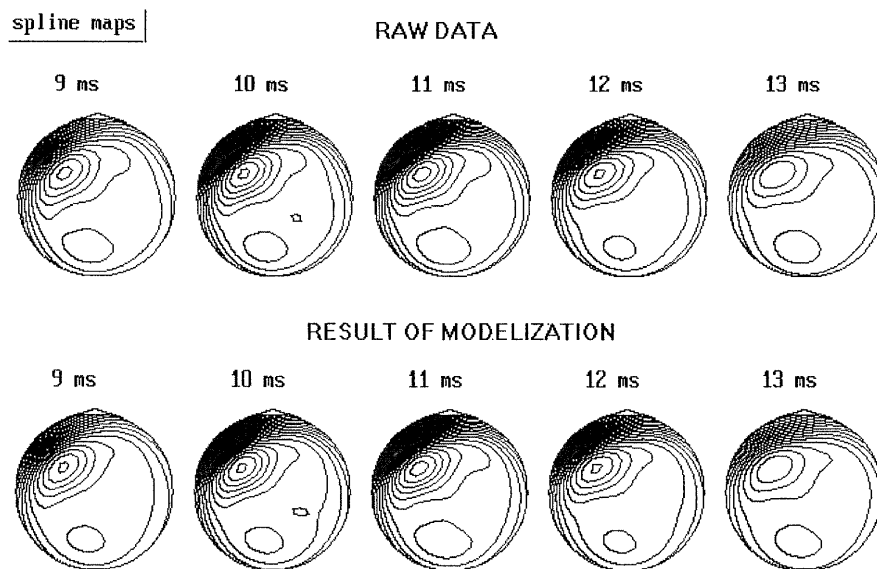 spline maps
RAW DATA
9 ms 10 ms 11 ms 12 ms 13 ms
RESULT OF MODELIZATION
9 ms 10 ms 11 ms 12 ms 13 ms